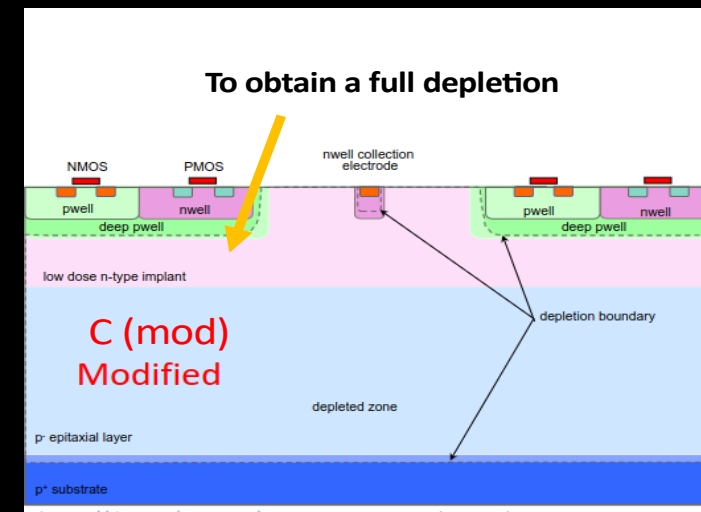 To obtain a full depletion
nwell collection
electrode
NMOS
PMOS
pwell
nwell
pwell
nwell
deep pwell
deep pwell
low dose n-type implant
depletion boundary
C (mod)
Modified
depleted zone
p- epitaxial layer
p+ substrate